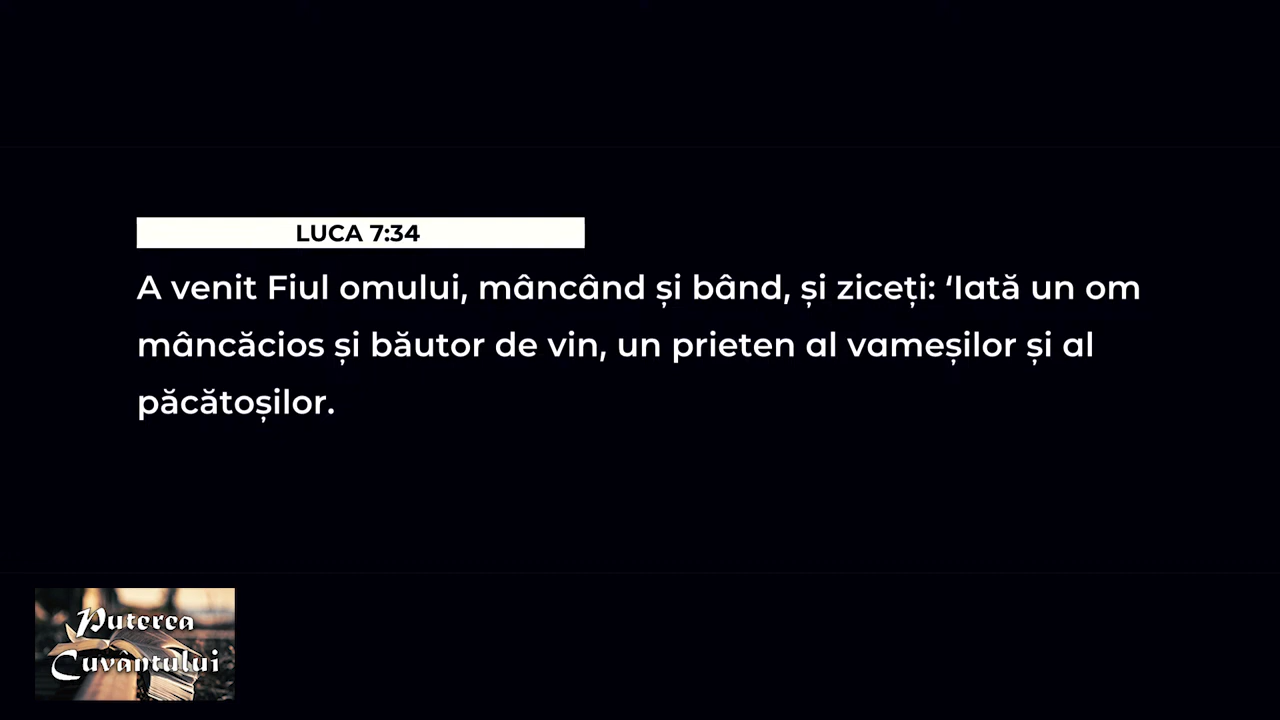 LUCA 7:34
A venit Fiul omului, mâncând și bând, și ziceți: ‘Iată un om
mâncăcios și băutor de vin, un prieten al vameșilor și al
păcătoșilor.
Puterea
Cuvântului